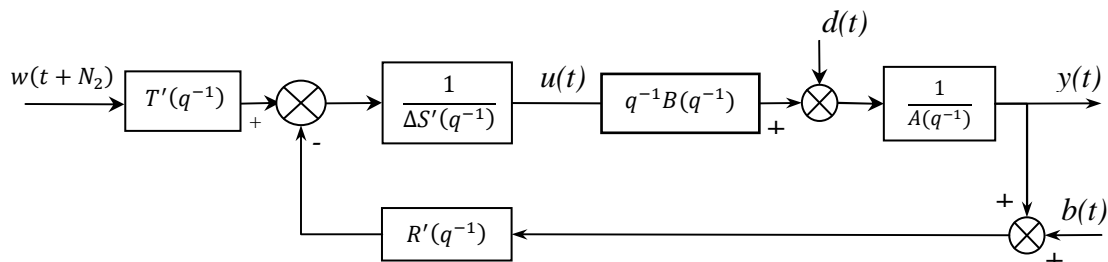 d(t)
w(t + N₂)
T′(q⁻¹)
+
-
1
ΔS′(q⁻¹)
u(t)
q⁻¹B(q⁻¹)
+
1
A(q⁻¹)
y(t)
R′(q⁻¹)
+
b(t)
+